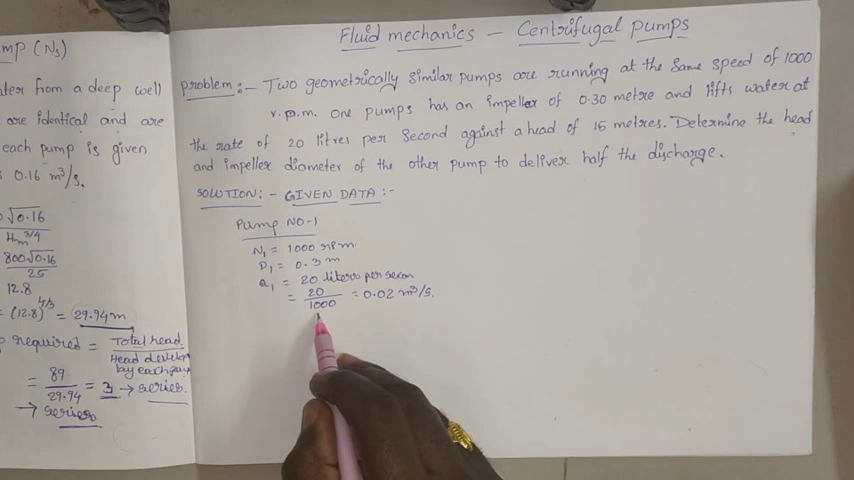 mp (Ns)
ater from a deep well
are identical and are
each pump is given
0.16 m³/s.
√0.16
Hm^3/4
800√0.16
25
12.8
= (12.8)^4/3 = 29.94m
required = Total head
Head develop
by each pump
= 89/29.94 = 3 → series.
→ series
Fluid mechanics - Centrifugal pumps
problem:- Two geometrically similar pumps are running at the same speed of 1000
r.p.m. one pumps has an impeller of 0.30 metre and lifts water at
the rate of 20 litres per second against a head of 15 metres. Determine the head
and impeller diameter of the other pump to deliver half the discharge.
SOLUTION:- GIVEN DATA:-
Pump NO-1
N₁ = 1000 rpm
D₁ = 0.3 m
Q₁ = 20 liters per secon
= 20/1000 = 0.02 m³/s.